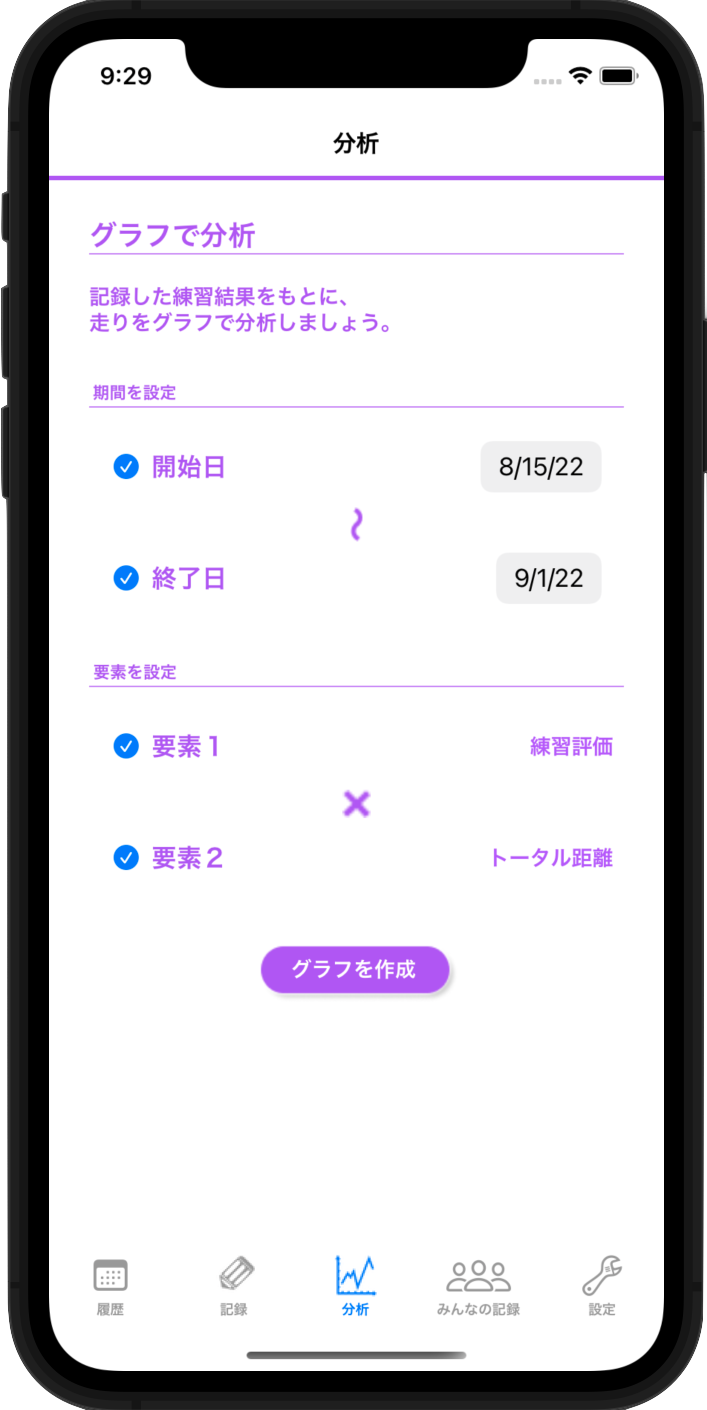 9:29
分析
グラフで分析
記録した練習結果をもとに、
走りをグラフで分析しましょう。
期間を設定
開始日 8/15/22
~
終了日 9/1/22
要素を設定
要素１ 練習評価
×
要素２ トータル距離
グラフを作成
履歴 記録 分析 みんなの記録 設定